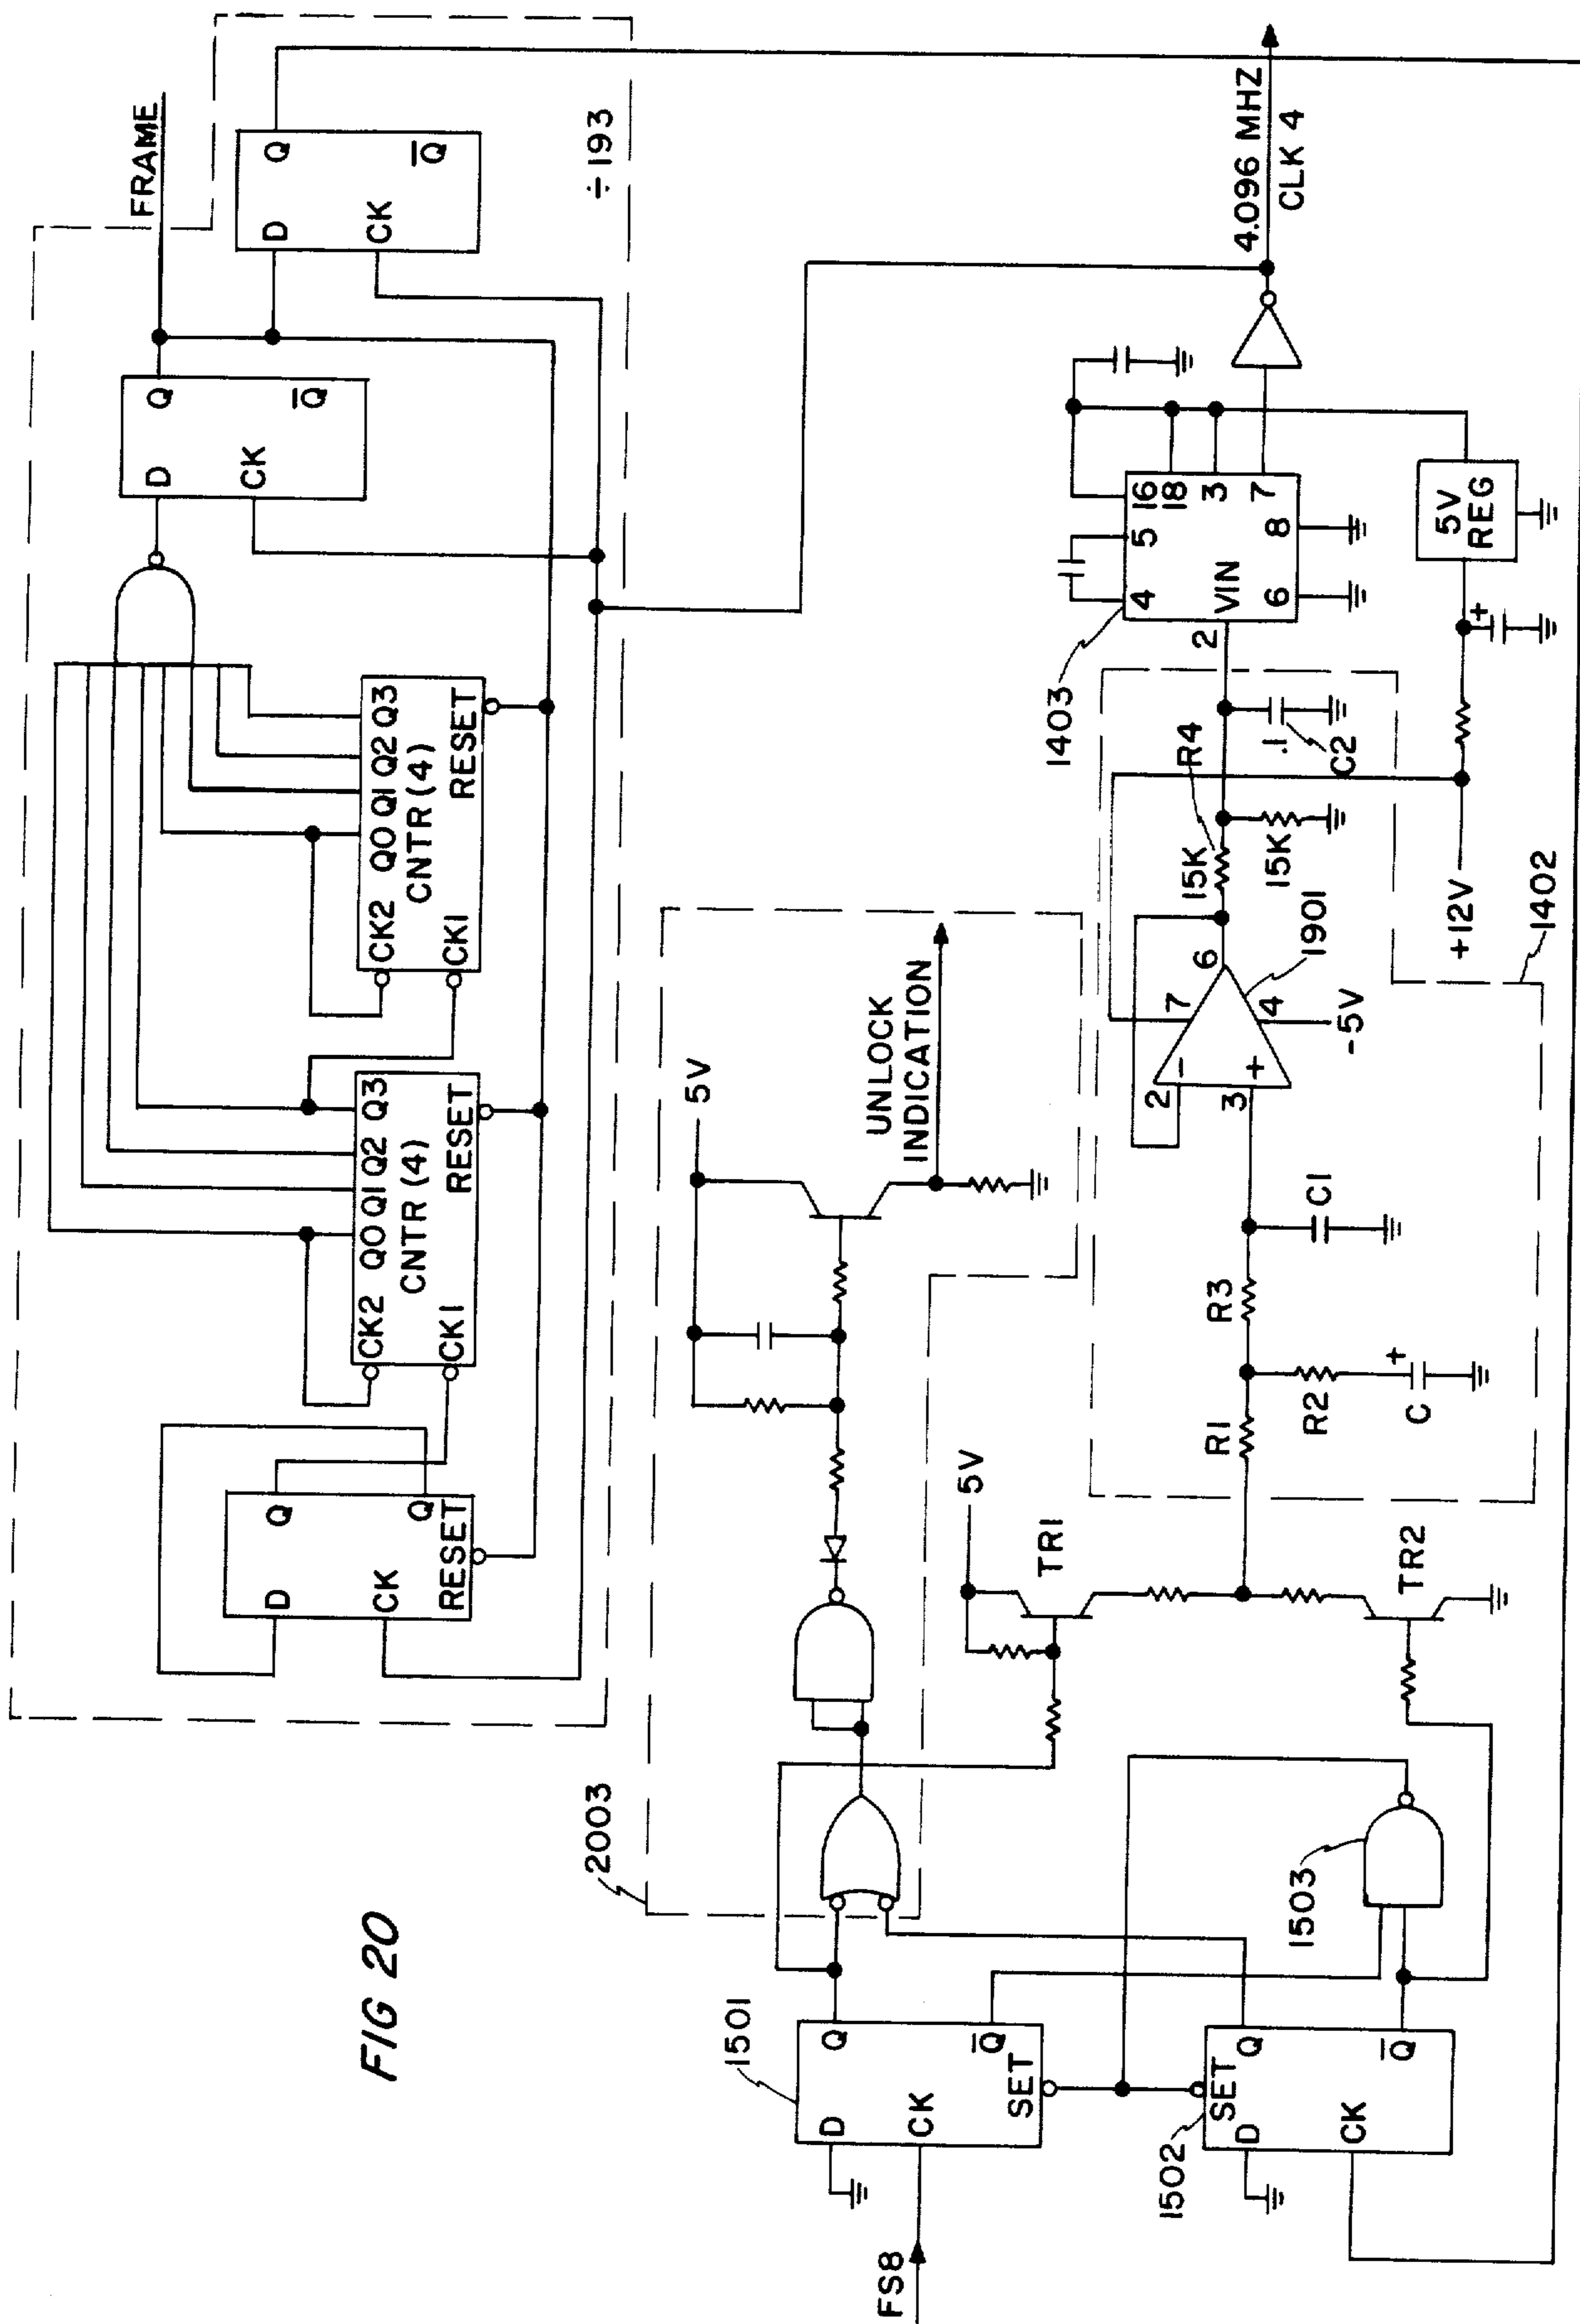 FIG 20
FRAME
D
Q
Q
CK
RESET
CK2
Q0 Q1 Q2 Q3
CNTR (4)
CK1
RESET
CK2
Q0 Q1 Q2 Q3
CNTR (4)
CK1
RESET
D
Q
CK
Q̅
D
Q
CK
Q̅
÷193
2003
5V
UNLOCK
INDICATION
FS8
1501
D
Q
CK
Q̅
SET
1502
SET
D
Q
CK
Q̅
1503
5V
TR1
TR2
R1
R2
C
+
R3
C1
2
-
3
+
7
6
4
-5V
1901
15K
R4
15K
.1
C2
1402
+12V
+
5V
REG
1403
2
VIN
4
5
16
18
3
7
6
8
4.096 MHZ
CLK 4